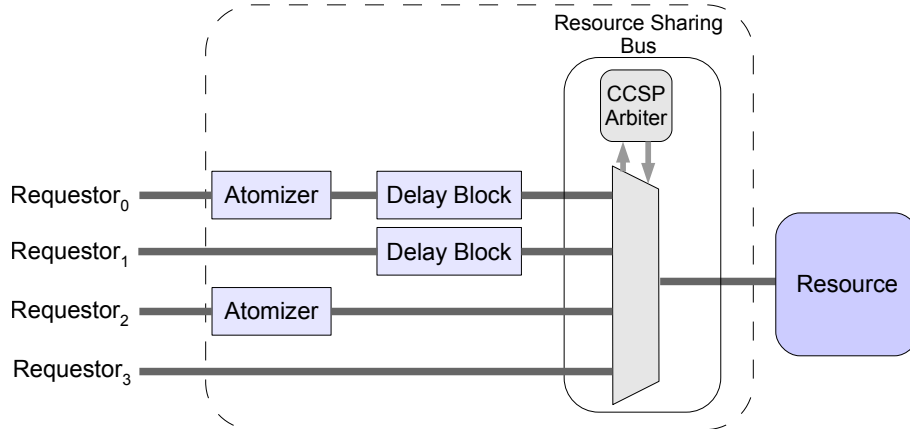 Resource Sharing
Bus
CCSP
Arbiter
Requestor₀
Atomizer
Delay Block
Requestor₁
Delay Block
Requestor₂
Atomizer
Requestor₃
Resource